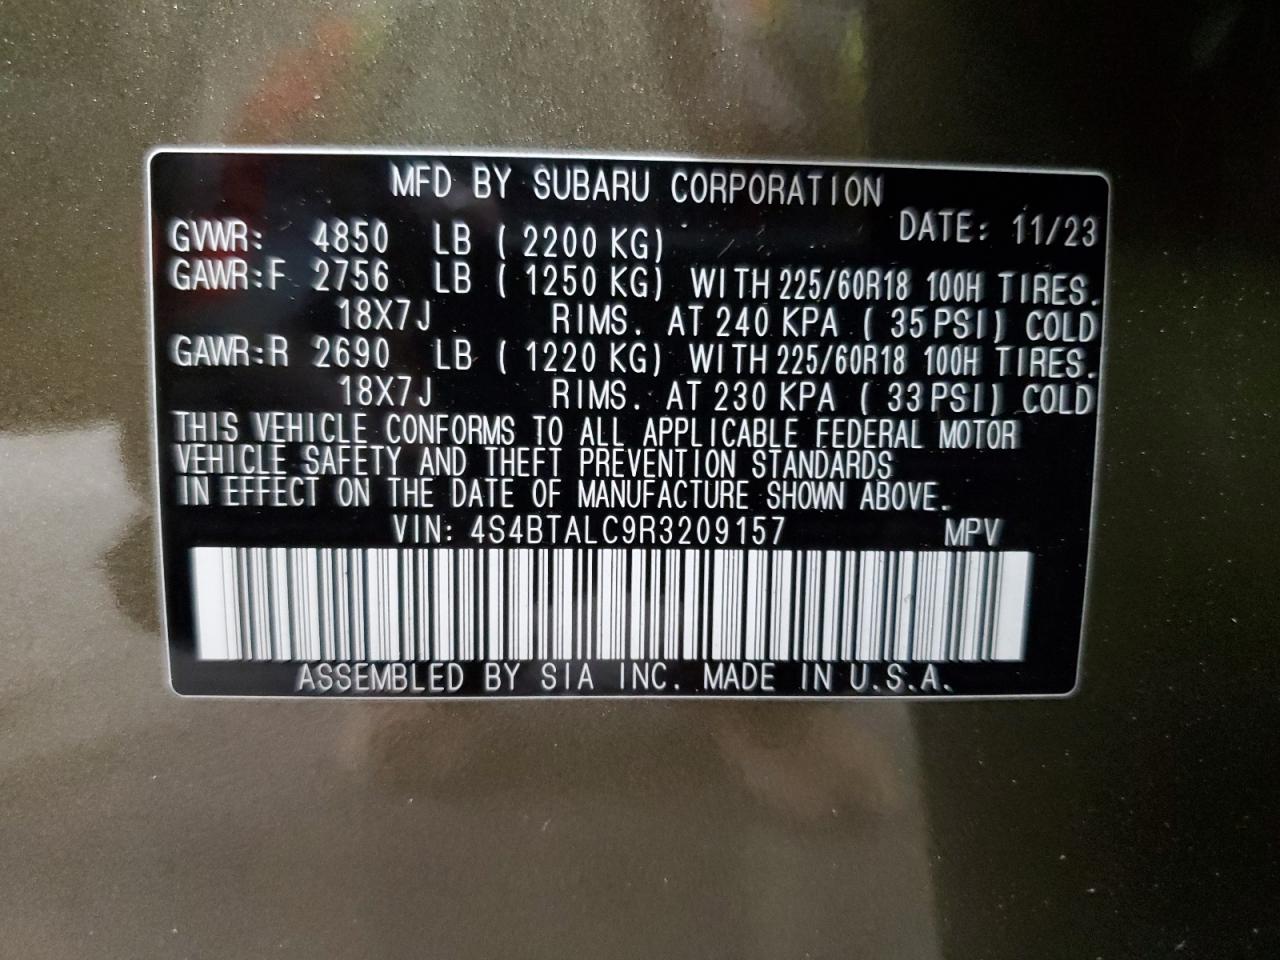 MFD BY SUBARU CORPORATION
DATE: 11/23
GVWR: 4850 LB (2200 KG)
GAWR:F 2756 LB (1250 KG) WITH 225/60R18 100H TIRES.
18X7J RIMS. AT 240 KPA (35 PSI) COLD
GAWR:R 2690 LB (1220 KG) WITH 225/60R18 100H TIRES.
18X7J RIMS. AT 230 KPA (33 PSI) COLD
THIS VEHICLE CONFORMS TO ALL APPLICABLE FEDERAL MOTOR
VEHICLE SAFETY AND THEFT PREVENTION STANDARDS
IN EFFECT ON THE DATE OF MANUFACTURE SHOWN ABOVE.
VIN: 4S4BTALC9R3209157 MPV
ASSEMBLED BY SIA INC. MADE IN U.S.A.